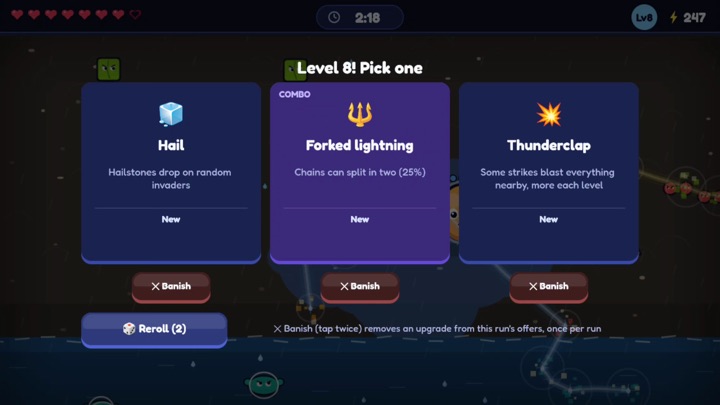 2:18
Lv8
247
Level 8! Pick one
Hail
Hailstones drop on random
invaders
New
COMBO
Forked lightning
Chains can split in two (25%)
New
Thunderclap
Some strikes blast everything
nearby, more each level
New
Banish
Banish
Banish
Reroll (2)
Banish (tap twice) removes an upgrade from this run's offers, once per run